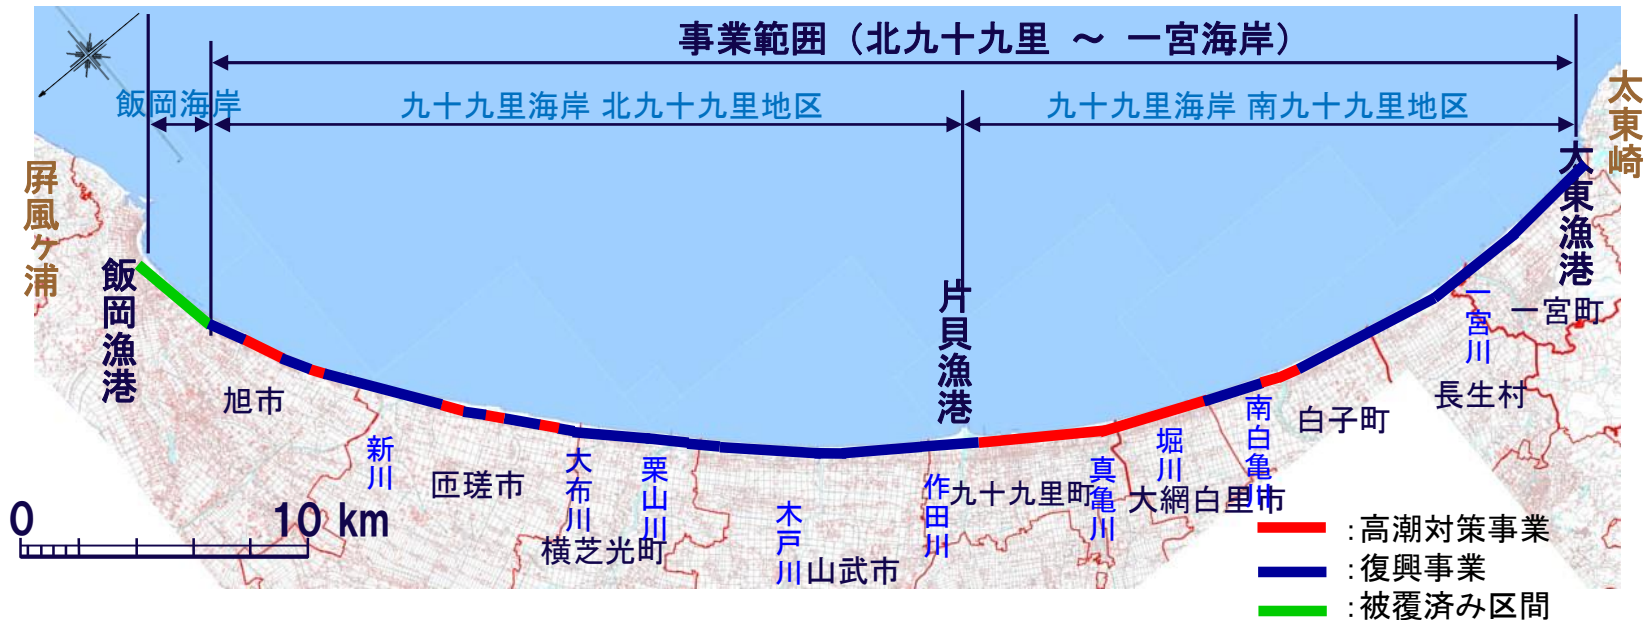 事業範囲（北九十九里 ～ 一宮海岸）
飯岡海岸
九十九里海岸 北九十九里地区
九十九里海岸 南九十九里地区
太東崎
屏風ヶ浦
飯岡漁港
片貝漁港
太東漁港
旭市
新川
匝瑳市
大布川
栗山川
横芝光町
木戸川
山武市
作田川
九十九里町
真亀川
堀川
大網白里市
南白亀川
白子町
長生村
一宮川
一宮町
0 10 km
：高潮対策事業
：復興事業
：被覆済み区間